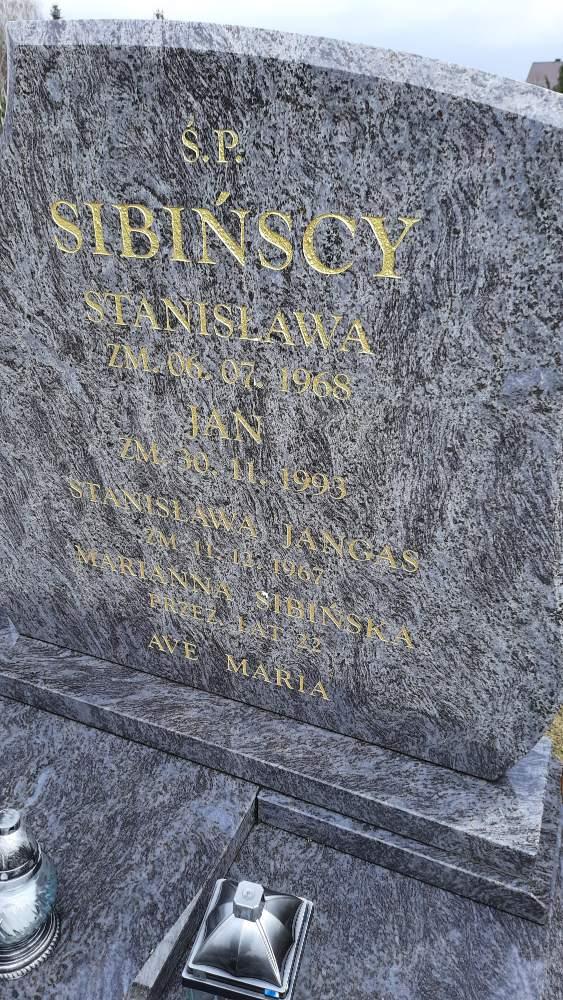 Ś.P.
SIBIŃSCY
STANISŁAWA
ZM. 06. 07. 1968
JAN
ZM. 30. 11. 1993
STANISŁAWA JANGAS
ZM. 11. 12. 1967
MARIANNA SIBIŃSKA
PRZEŻ. LAT 22
AVE MARIA